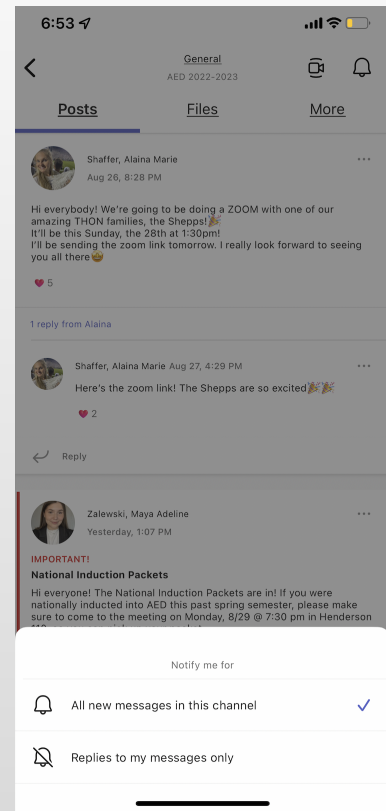 6:53
General
AED 2022-2023
Posts Files More
Shaffer, Alaina Marie
Aug 26, 8:28 PM
Hi everybody! We're going to be doing a ZOOM with one of our
amazing THON families, the Shepps!🎉
It'll be this Sunday, the 28th at 1:30pm!
I'll be sending the zoom link tomorrow. I really look forward to seeing
you all there🤩
5
1 reply from Alaina
Shaffer, Alaina Marie Aug 27, 4:29 PM
Here's the zoom link! The Shepps are so excited🎉🎉
2
Reply
Zalewski, Maya Adeline
Yesterday, 1:07 PM
IMPORTANT!
National Induction Packets
Hi everyone! The National Induction Packets are in! If you were
nationally inducted into AED this past spring semester, please make
sure to come to the meeting on Monday, 8/29 @ 7:30 pm in Henderson
Notify me for
All new messages in this channel
Replies to my messages only